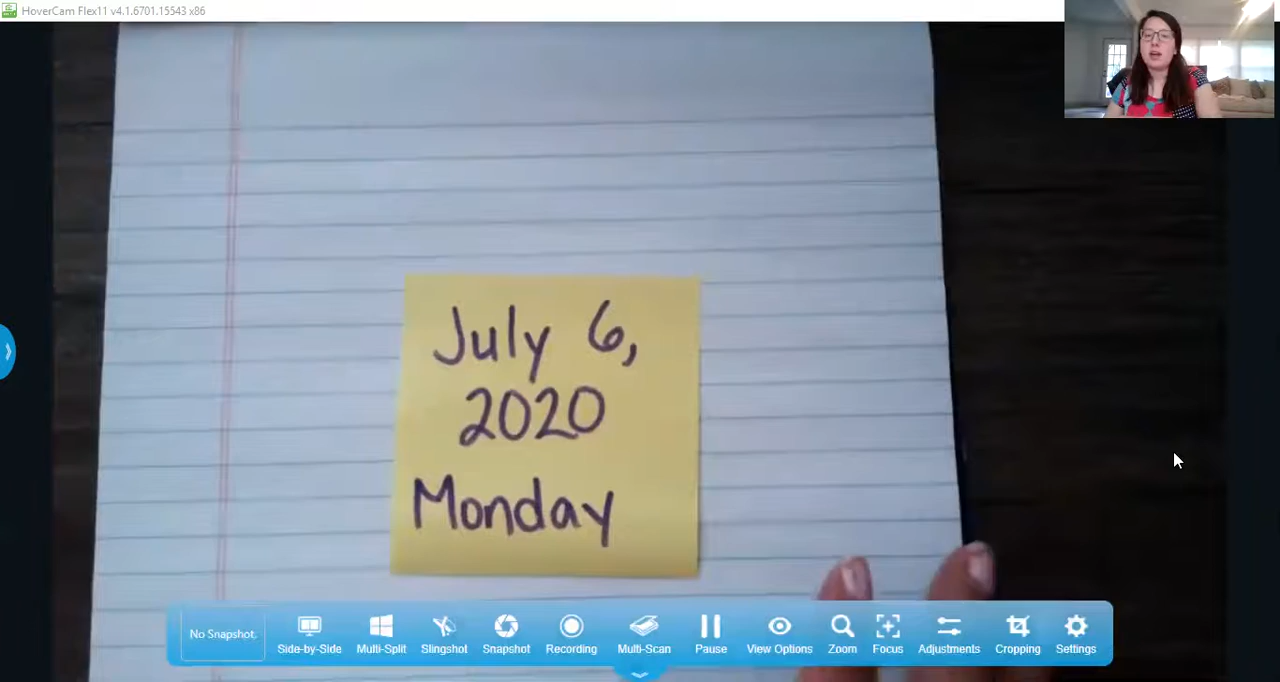 HoverCam Flex11 v4.1.6701.15543 x86
July 6,
2020
Monday
No Snapshot.
Side-by-Side
Multi-Split
Slingshot
Snapshot
Recording
Multi-Scan
Pause
View Options
Zoom
Focus
Adjustments
Cropping
Settings